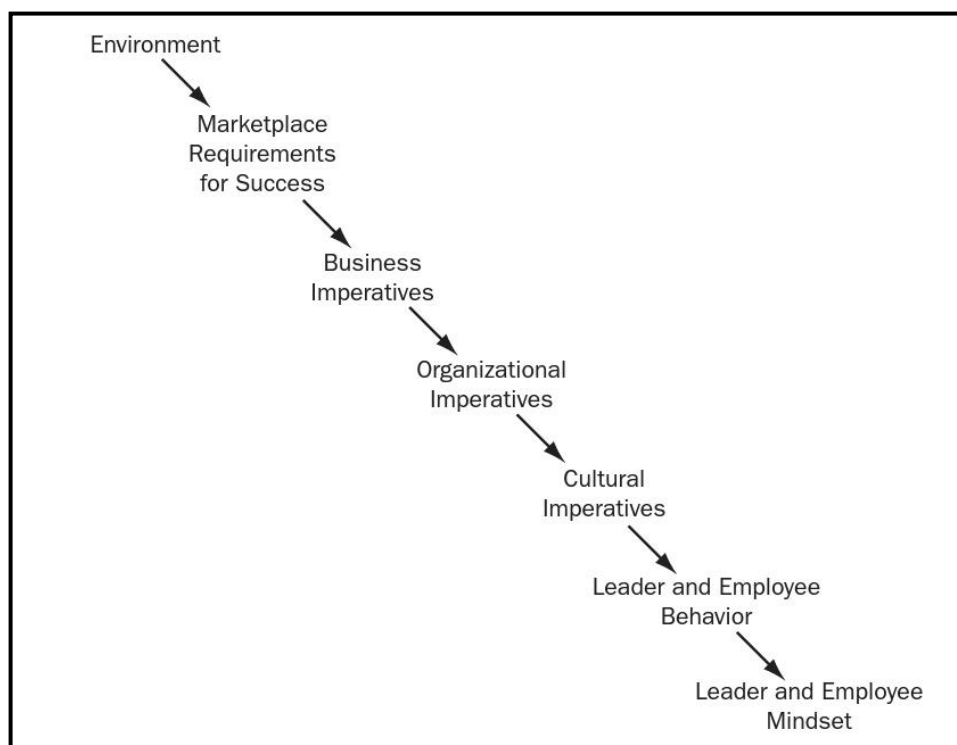 Environment
Marketplace
Requirements
for Success
Business
Imperatives
Organizational
Imperatives
Cultural
Imperatives
Leader and Employee
Behavior
Leader and Employee
Mindset